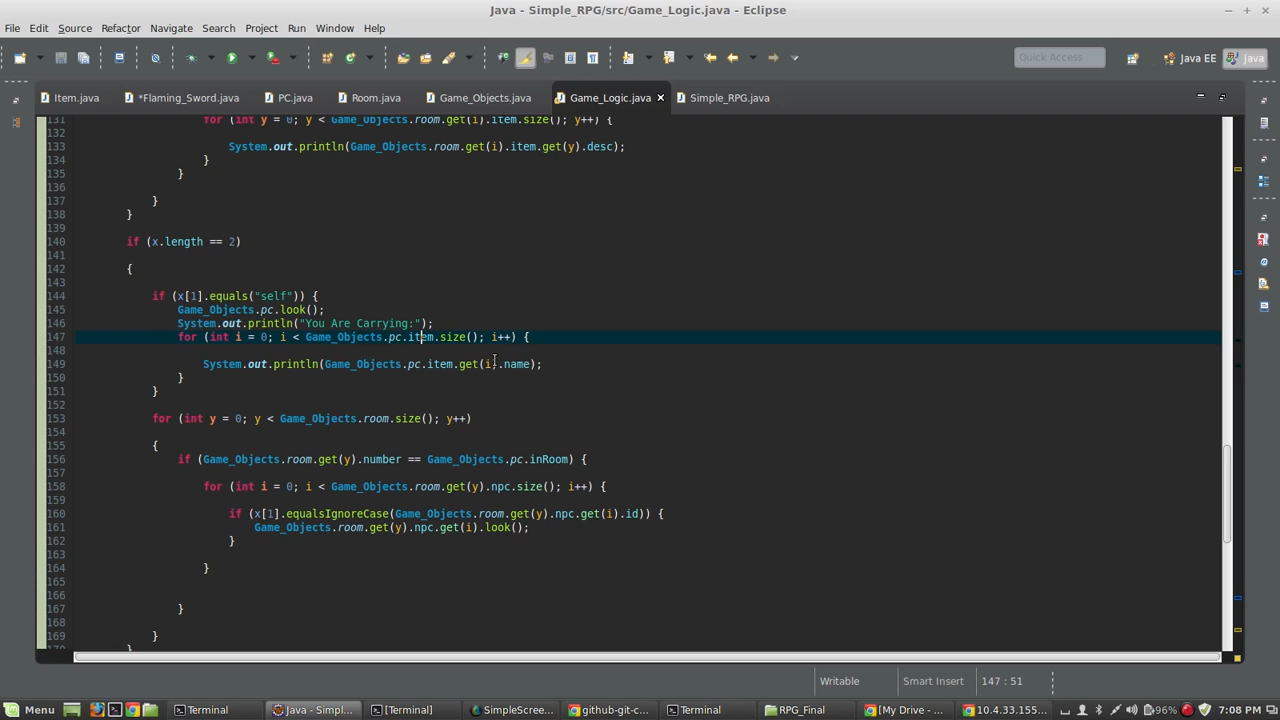 Java - Simple_RPG/src/Game_Logic.java - Eclipse
File Edit Source Refactor Navigate Search Project Run Window Help
Quick Access Java EE Java
Item.java *Flaming_Sword.java PC.java Room.java Game_Objects.java Game_Logic.java Simple_RPG.java
131 for (int y = 0; y < Game_Objects.room.get(i).item.size(); y++) {
132
133 System.out.println(Game_Objects.room.get(i).item.get(y).desc);
134 }
135 }
136
137 }
138 }
139
140 if (x.length == 2)
141
142 {
143
144 if (x[1].equals("self")) {
145 Game_Objects.pc.look();
146 System.out.println("You Are Carrying:");
147 for (int i = 0; i < Game_Objects.pc.item.size(); i++) {
148
149 System.out.println(Game_Objects.pc.item.get(i).name);
150 }
151 }
152
153 for (int y = 0; y < Game_Objects.room.size(); y++)
154
155 {
156 if (Game_Objects.room.get(y).number == Game_Objects.pc.inRoom) {
157
158 for (int i = 0; i < Game_Objects.room.get(y).npc.size(); i++) {
159
160 if (x[1].equalsIgnoreCase(Game_Objects.room.get(y).npc.get(i).id)) {
161 Game_Objects.room.get(y).npc.get(i).look();
162 }
163
164 }
165
166
167 }
168
169 }
170 }
Writable Smart Insert 147 : 51
Menu Terminal Java - Simpl... [Terminal] SimpleScree... github-git-c... Terminal RPG_Final [My Drive - ... 10.4.33.155... 96% 7:08 PM